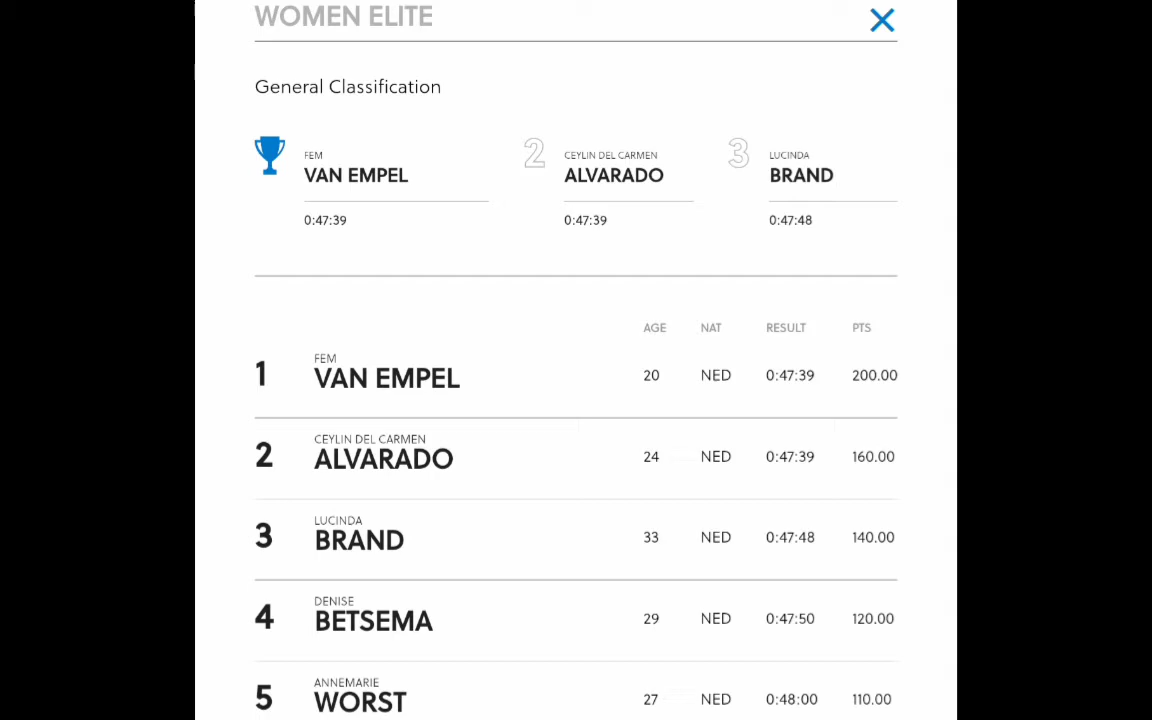 WOMEN ELITE
General Classification
FEM
VAN EMPEL
0:47:39
2
CEYLIN DEL CARMEN
ALVARADO
0:47:39
3
LUCINDA
BRAND
0:47:48
AGE NAT RESULT PTS
1 FEM VAN EMPEL 20 NED 0:47:39 200.00
2 CEYLIN DEL CARMEN ALVARADO 24 NED 0:47:39 160.00
3 LUCINDA BRAND 33 NED 0:47:48 140.00
4 DENISE BETSEMA 29 NED 0:47:50 120.00
5 ANNEMARIE WORST 27 NED 0:48:00 110.00